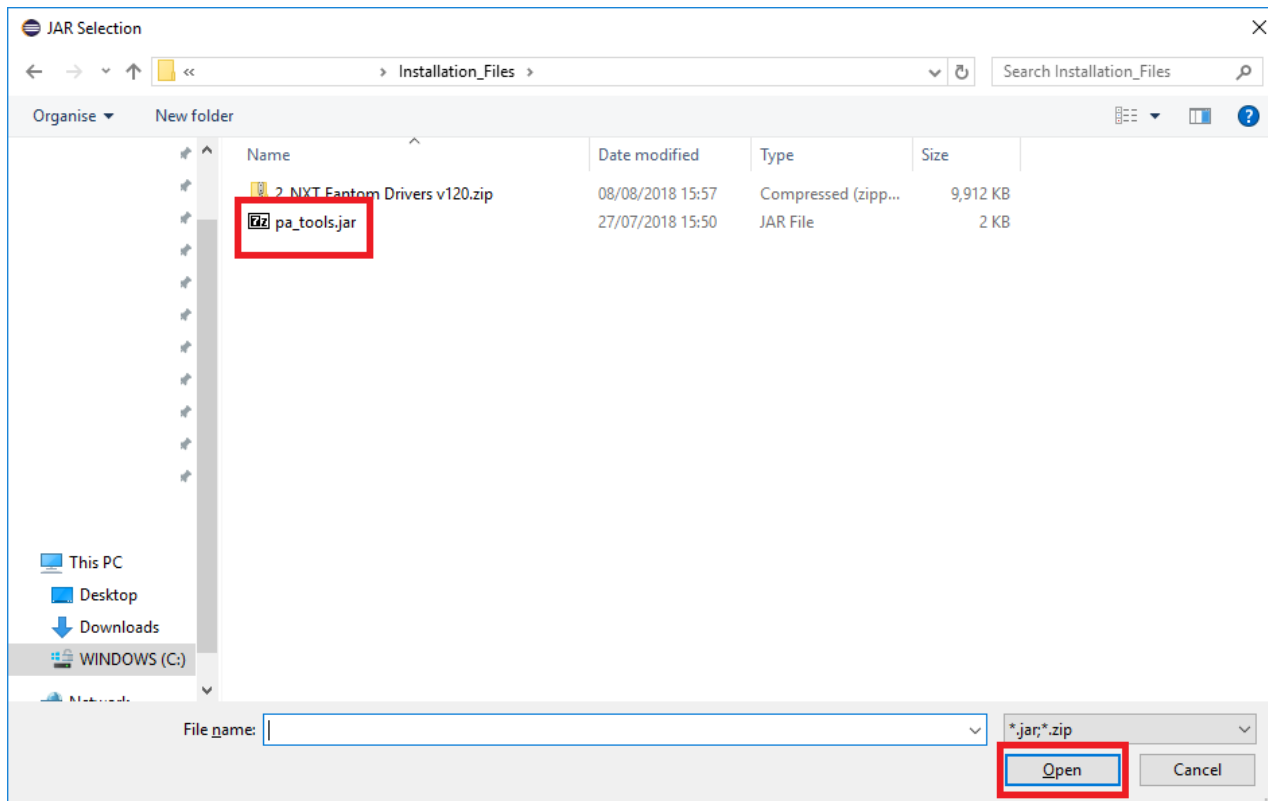 JAR Selection
« > Installation_Files > Search Installation_Files
Organise New folder
Name Date modified Type Size
2_NXT Fantom Drivers v120.zip 08/08/2018 15:57 Compressed (zipp... 9,912 KB
pa_tools.jar 27/07/2018 15:50 JAR File 2 KB
This PC
Desktop
Downloads
WINDOWS (C:)
Network
File name: *.jar;*.zip
Open Cancel